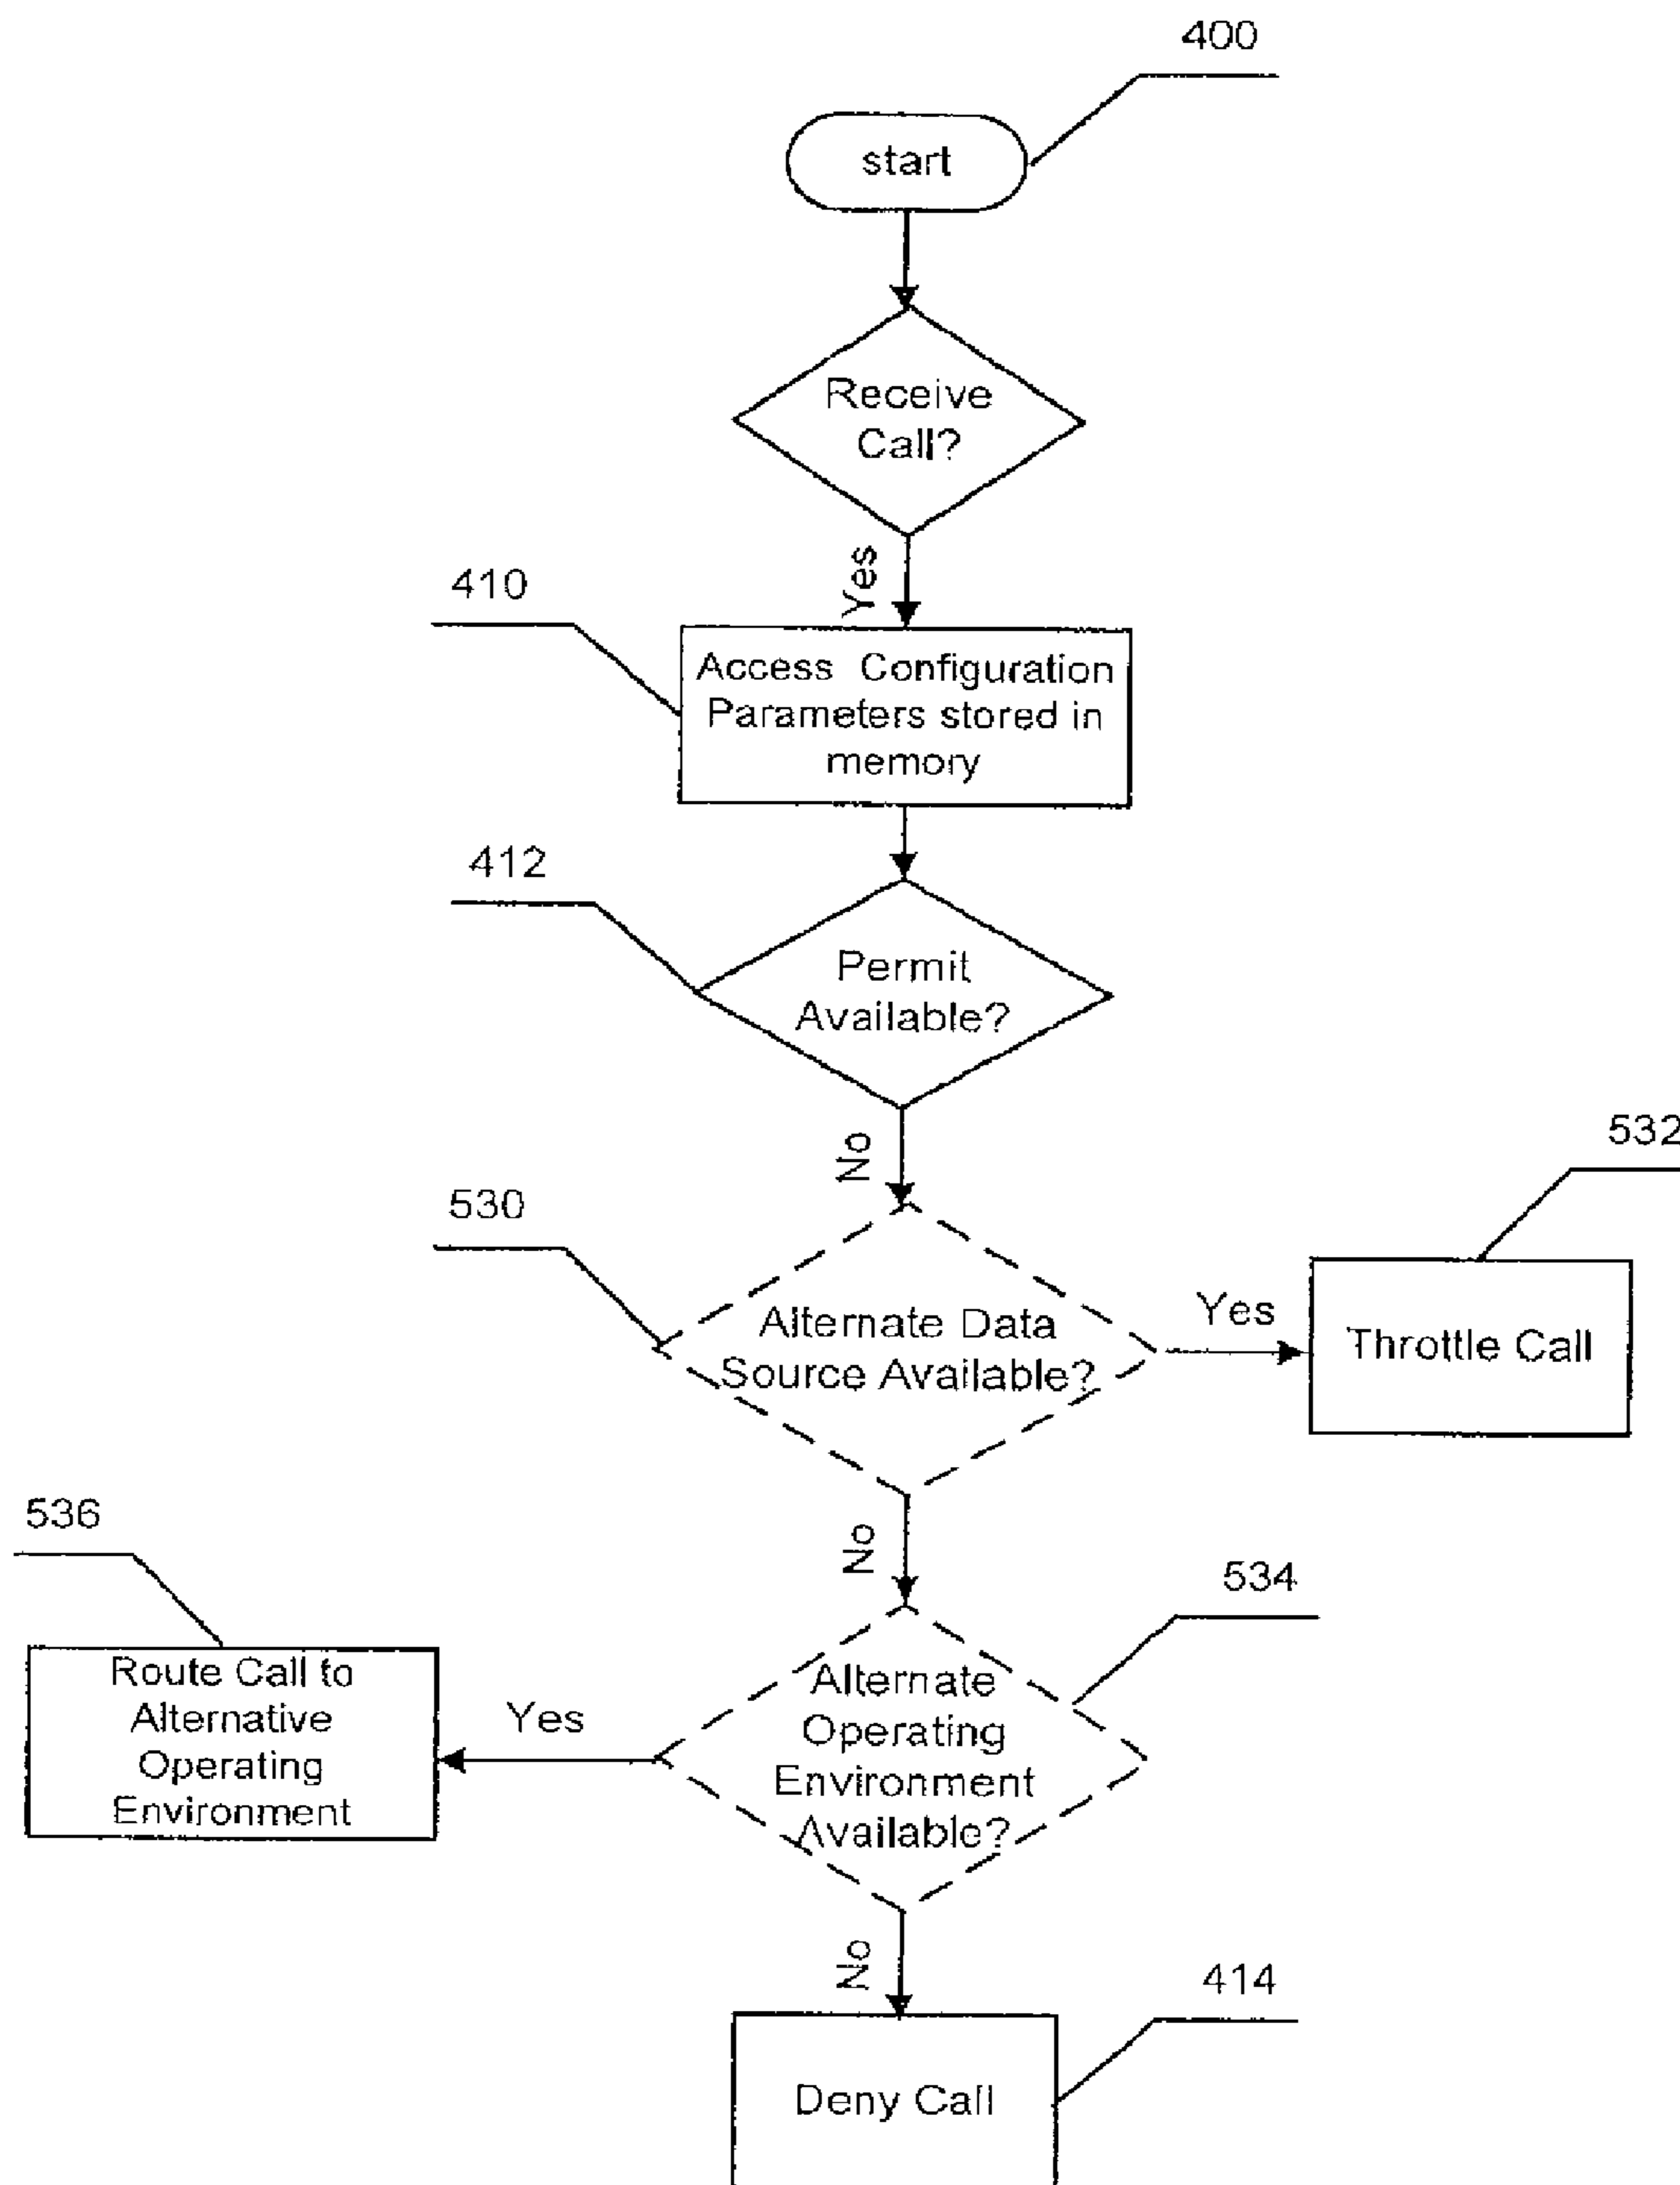 400
start
Receive
Call?
Yes
410
Access Configuration
Parameters stored in
memory
412
Permit
Available?
No
530
Alternate Data
Source Available?
Yes
532
Throttle Call
No
536
Route Call to
Alternative
Operating
Environment
Yes
534
Alternate
Operating
Environment
Available?
No
414
Deny Call